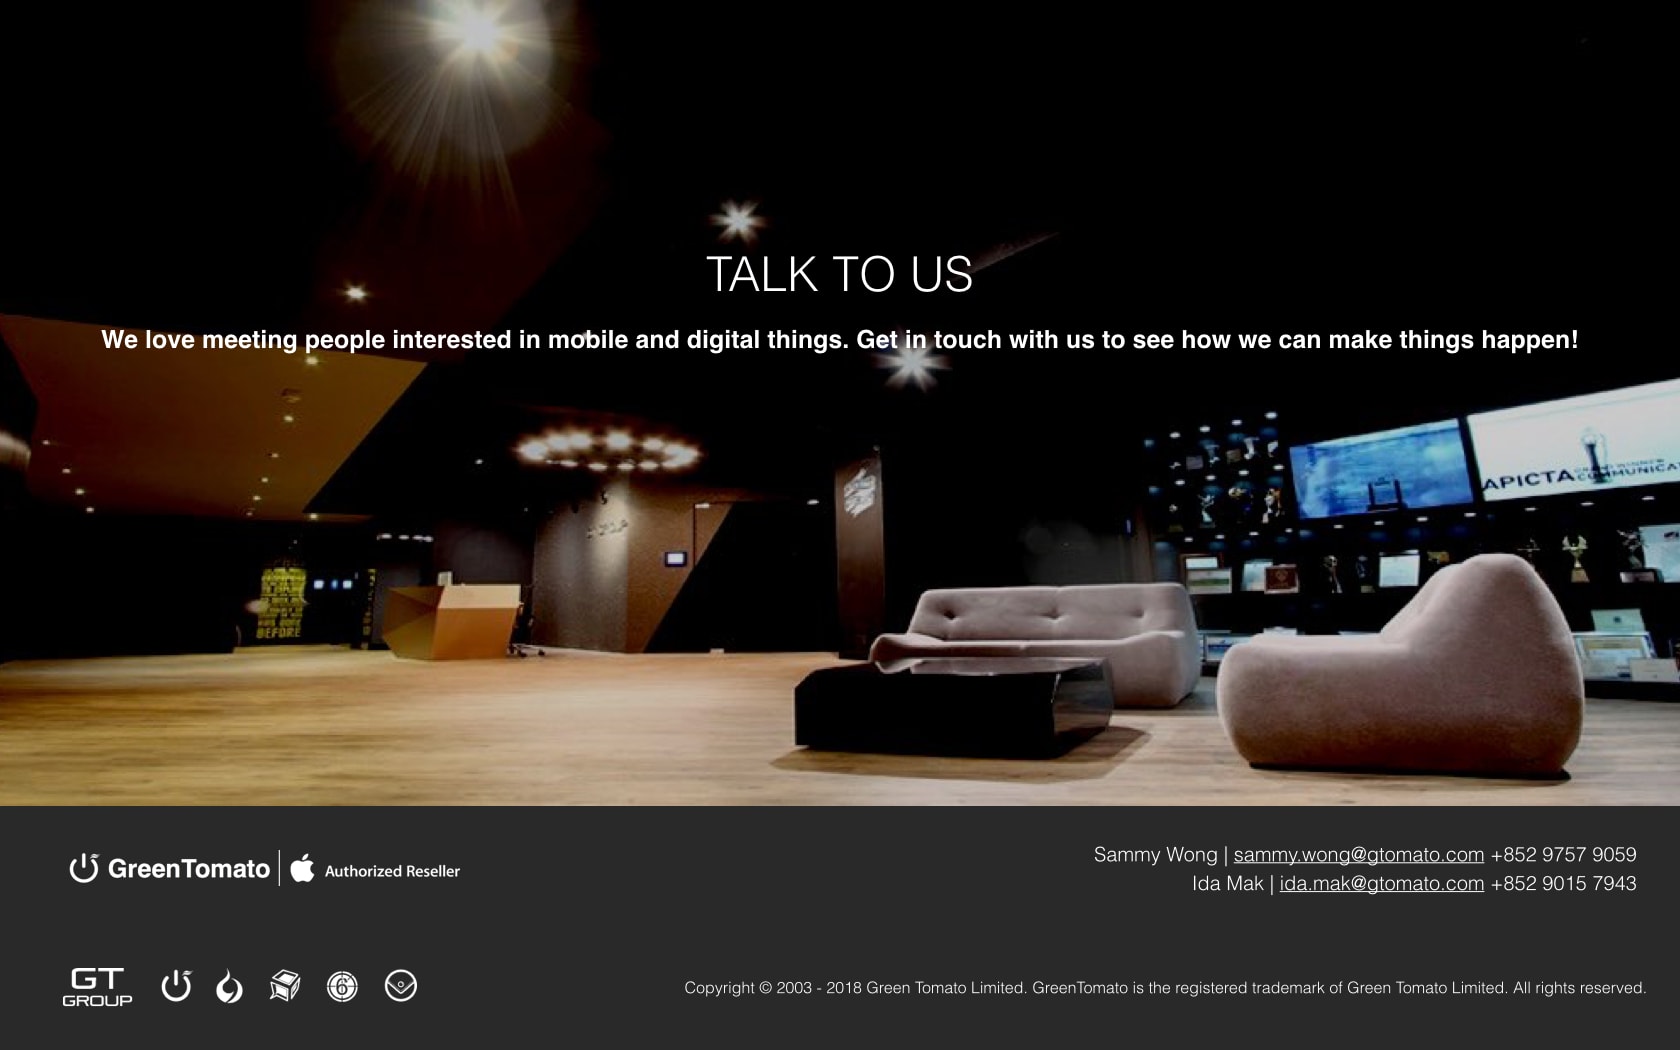 TALK TO US
We love meeting people interested in mobile and digital things. Get in touch with us to see how we can make things happen!
APICTA
BEFORE
GreenTomato | Authorized Reseller
Sammy Wong | sammy.wong@gtomato.com +852 9757 9059
Ida Mak | ida.mak@gtomato.com +852 9015 7943
GT
GROUP
6
Copyright © 2003 - 2018 Green Tomato Limited. GreenTomato is the registered trademark of Green Tomato Limited. All rights reserved.